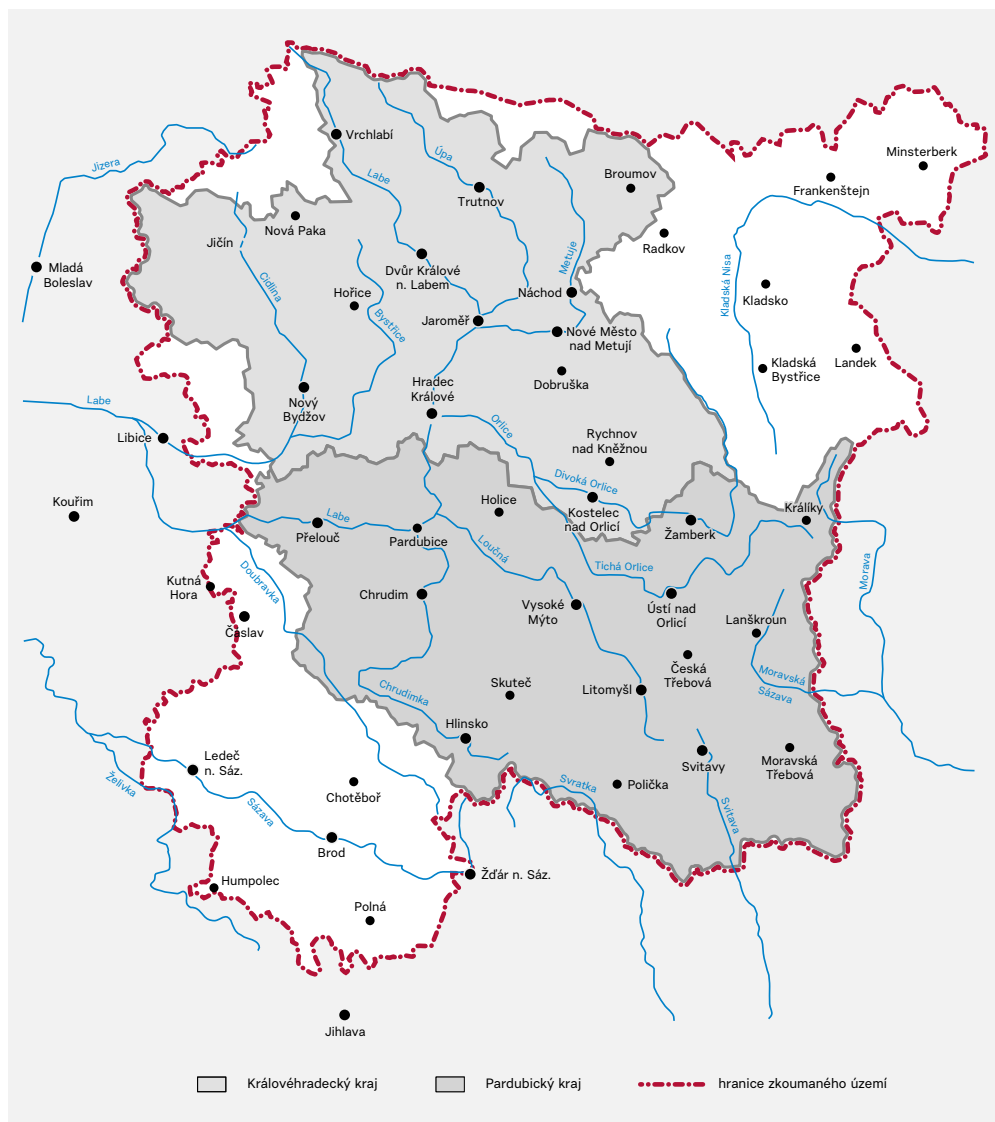 Minsterberk
Vrchlabí
Úpa
Jizera
Labe
Broumov
Frankenštejn
Trutnov
Nová Paka
Radkov
Jičín
Metuje
Mladá
Boleslav
Dvůr Králové
n. Labem
Cidlina
Kladská Nisa
Hořice
Náchod
Kladsko
Bystřice
Jaroměř
Nové Město
nad Metují
Kladská
Bystřice
Landek
Dobruška
Hradec
Králové
Nový
Bydžov
Labe
Orlice
Libice
Rychnov
nad Kněžnou
Divoká Orlice
Kouřim
Holice
Kostelec
nad Orlicí
Králíky
Labe
Přelouč
Pardubice
Žamberk
Loučná
Tichá Orlice
Morava
Doubravka
Kutná
Hora
Chrudim
Vysoké
Mýto
Ústí nad
Orlicí
Lanškroun
Čáslav
Česká
Třebová
Moravská
Sázava
Skuteč
Litomyšl
Chrudimka
Hlinsko
Svitavy
Moravská
Třebová
Ledeč
n. Sáz.
Želivka
Chotěboř
Svratka
Polička
Sázava
Svitava
Brod
Žďár n. Sáz.
Humpolec
Polná
Jihlava
Královéhradecký kraj
Pardubický kraj
hranice zkoumaného území